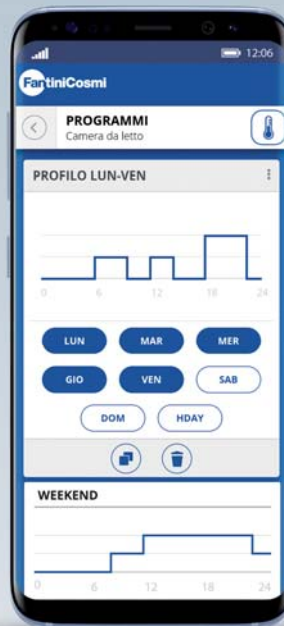 12:06
FantiniCosmi
PROGRAMMI
Camera da letto
PROFILO LUN-VEN
0 6 12 18 24
LUN MAR MER
GIO VEN SAB
DOM HDAY
WEEKEND
0 6 12 18 24